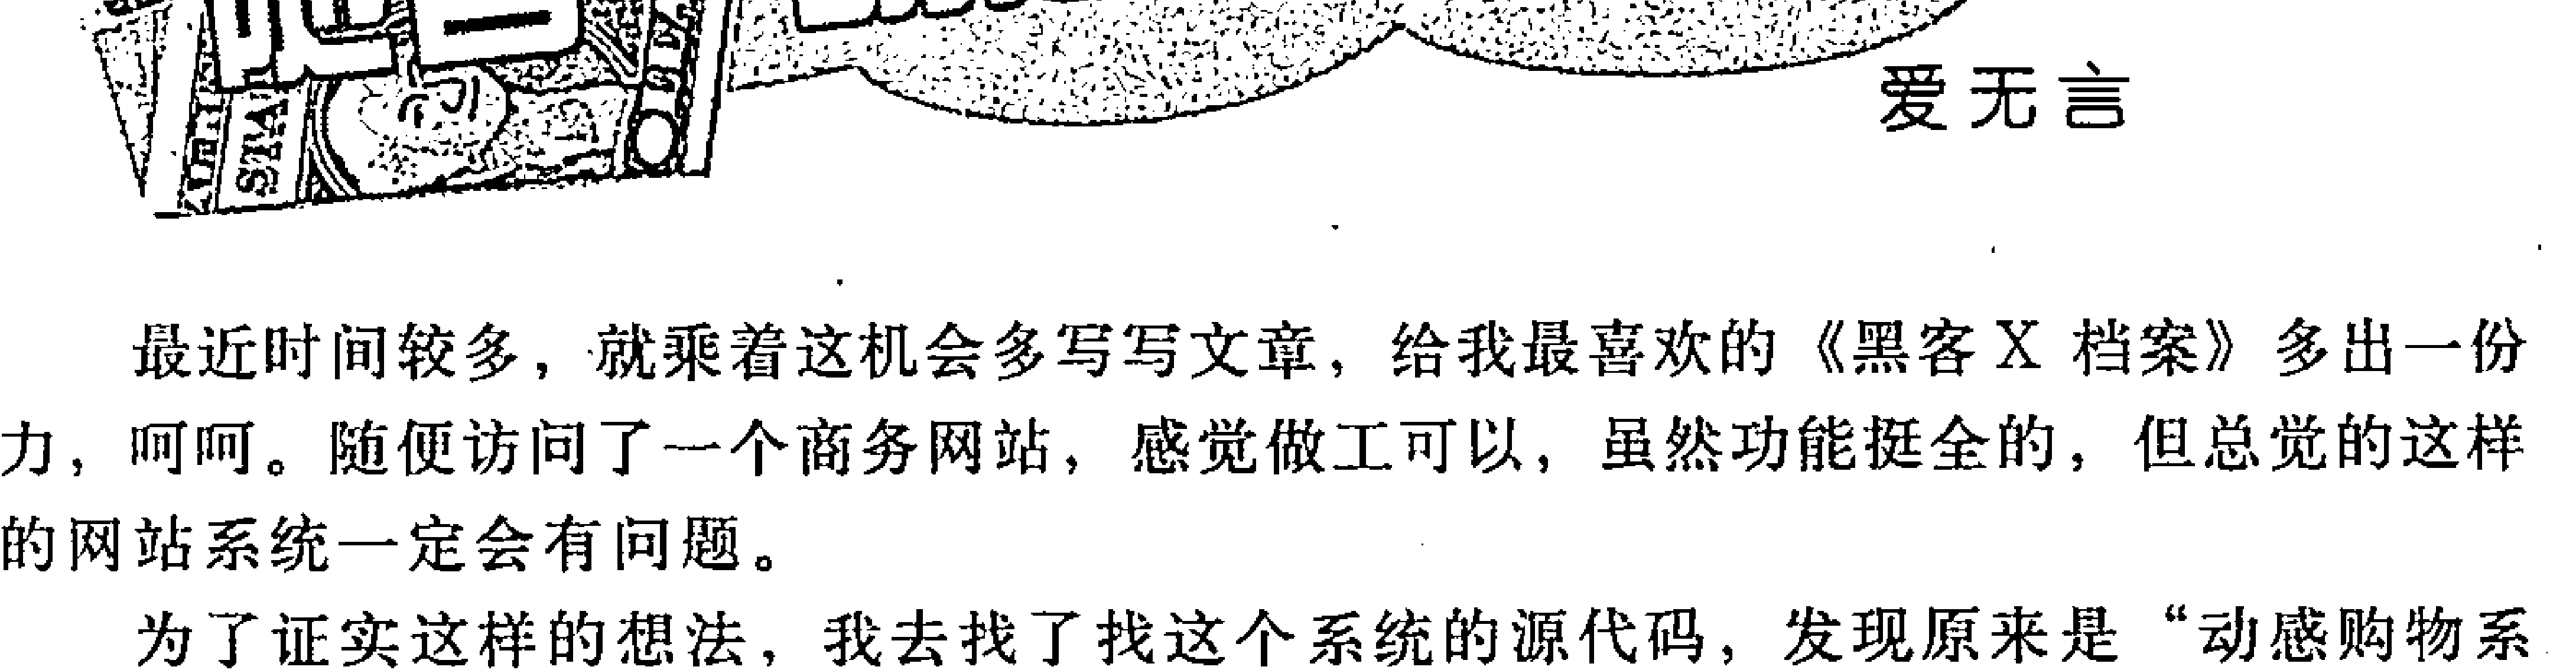 爱无言
最近时间较多，就乘着这机会多写写文章，给我最喜欢的《黑客X档案》多出一份
力，呵呵。随便访问了一个商务网站，感觉做工可以，虽然功能挺全的，但总觉的这样
的网站系统一定会有问题。
为了证实这样的想法，我去找了找这个系统的源代码，发现原来是“动感购物系